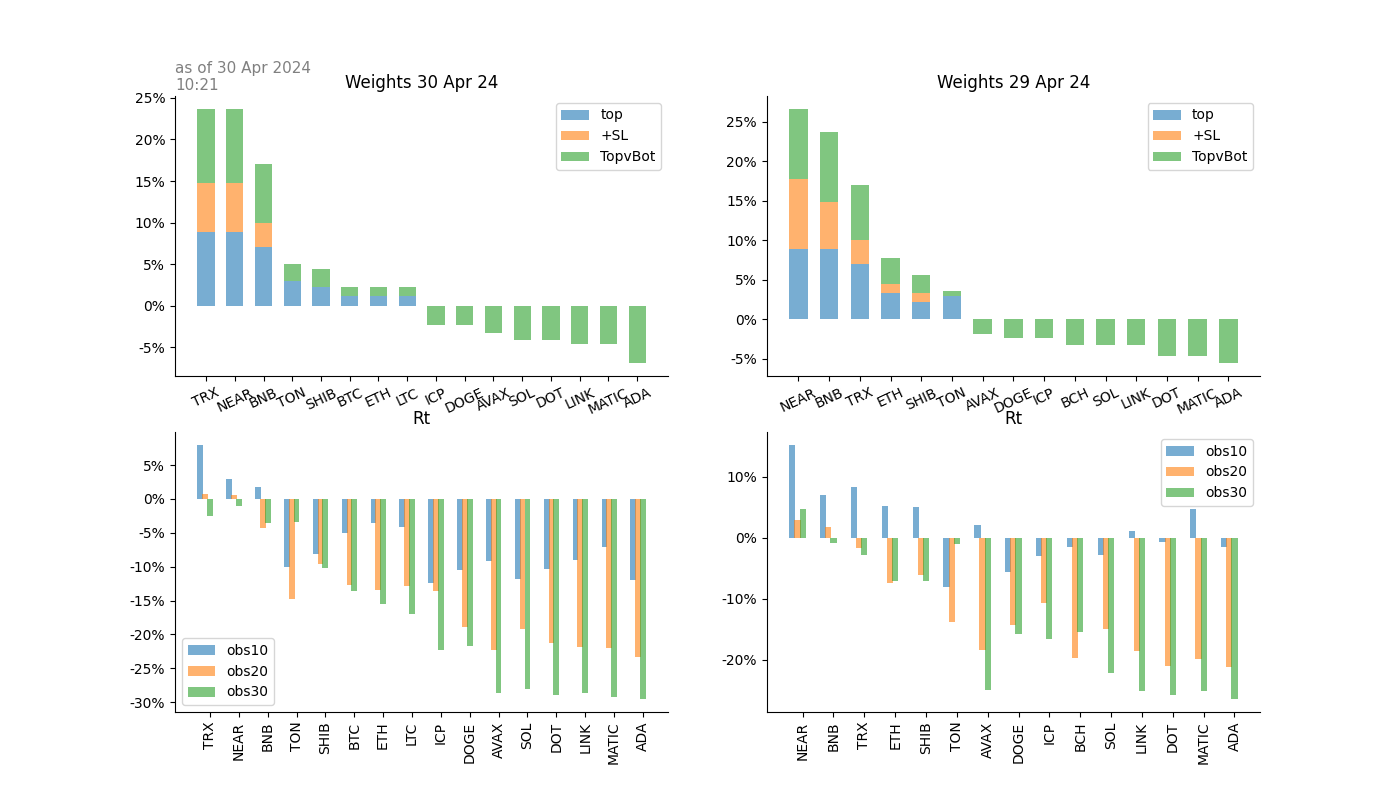 as of 30 Apr 2024
10:21
Weights 30 Apr 24
25%
20%
15%
10%
5%
0%
-5%
top
+SL
TopvBot
TRX NEAR BNB TON SHIB BTC ETH LTC ICP DOGE AVAX SOL DOT LINK MATIC ADA
Weights 29 Apr 24
25%
20%
15%
10%
5%
0%
-5%
top
+SL
TopvBot
NEAR BNB TRX ETH SHIB TON AVAX DOGE ICP BCH SOL LINK DOT MATIC ADA
Rt
5%
0%
-5%
-10%
-15%
-20%
-25%
-30%
obs10
obs20
obs30
TRX NEAR BNB TON SHIB BTC ETH LTC ICP DOGE AVAX SOL DOT LINK MATIC ADA
Rt
10%
0%
-10%
-20%
obs10
obs20
obs30
NEAR BNB TRX ETH SHIB TON AVAX DOGE ICP BCH SOL LINK DOT MATIC ADA